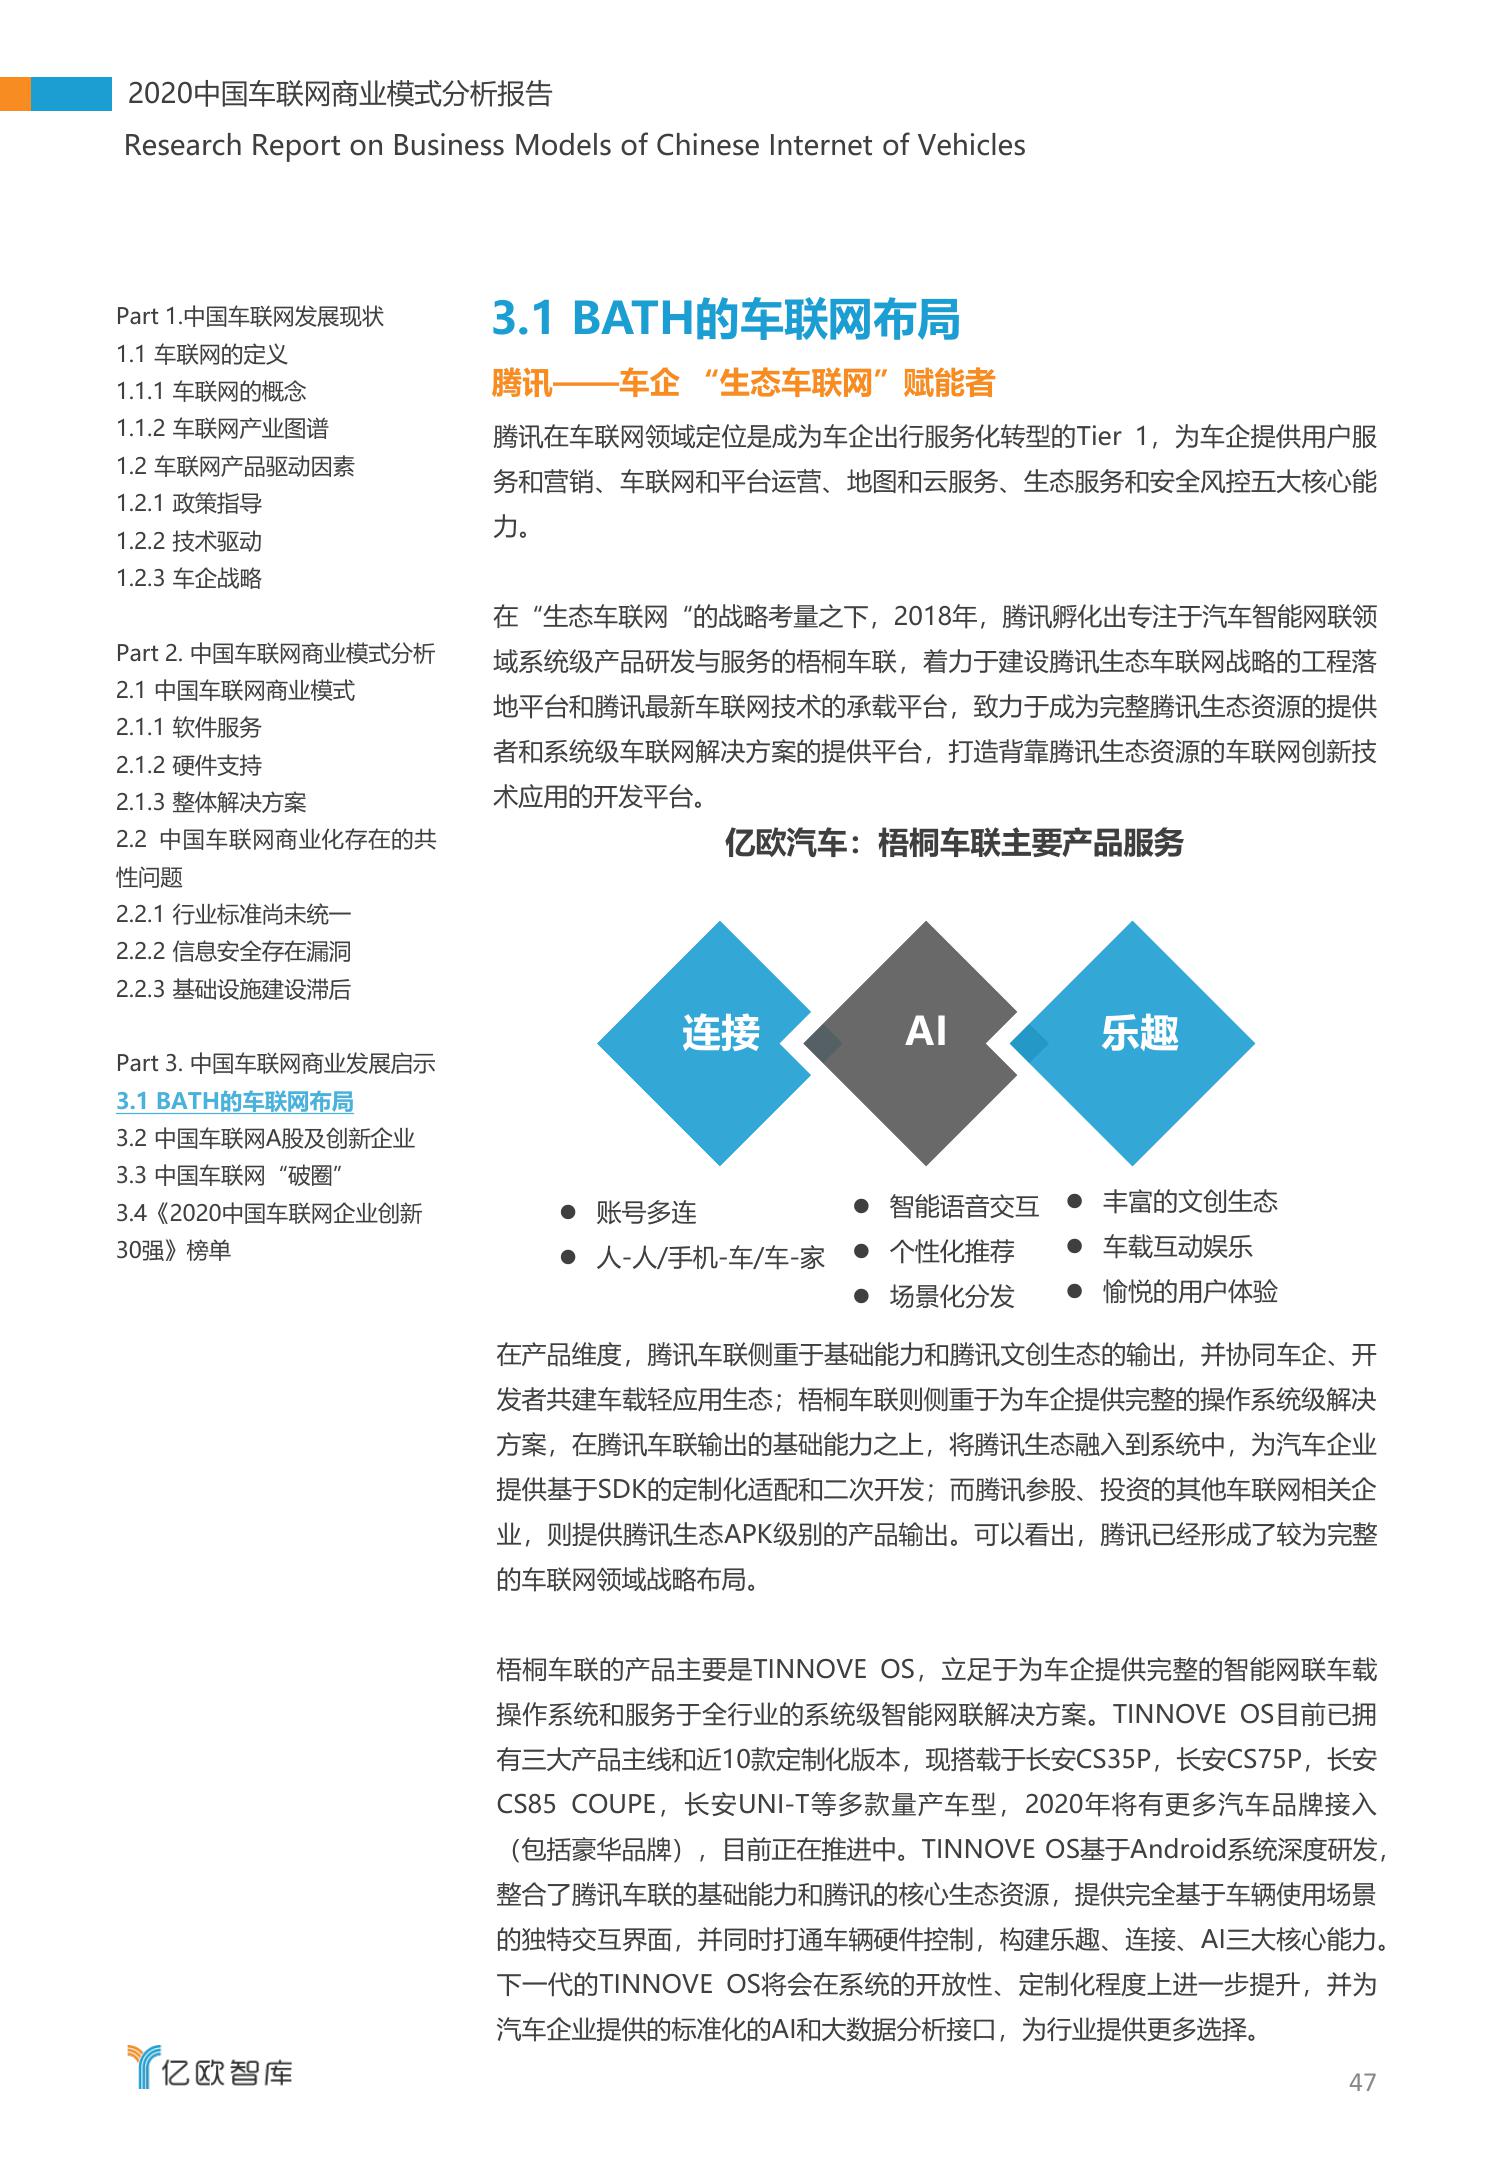 2020中国车联网商业模式分析报告
Research Report on Business Models of Chinese Internet of Vehicles
Part 1.中国车联网发展现状
1.1 车联网的定义
1.1.1 车联网的概念
1.1.2 车联网产业图谱
1.2 车联网产品驱动因素
1.2.1 政策指导
1.2.2 技术驱动
1.2.3 车企战略
Part 2. 中国车联网商业模式分析
2.1 中国车联网商业模式
2.1.1 软件服务
2.1.2 硬件支持
2.1.3 整体解决方案
2.2 中国车联网商业化存在的共
性问题
2.2.1 行业标准尚未统一
2.2.2 信息安全存在漏洞
2.2.3 基础设施建设滞后
Part 3. 中国车联网商业发展启示
3.1 BATH的车联网布局
3.2 中国车联网A股及创新企业
3.3 中国车联网“破圈”
3.4《2020中国车联网企业创新
30强》榜单
3.1 BATH的车联网布局
腾讯——车企 “生态车联网”赋能者
腾讯在车联网领域定位是成为车企出行服务化转型的Tier 1，为车企提供用户服
务和营销、车联网和平台运营、地图和云服务、生态服务和安全风控五大核心能
力。
在“生态车联网“的战略考量之下，2018年，腾讯孵化出专注于汽车智能网联领
域系统级产品研发与服务的梧桐车联，着力于建设腾讯生态车联网战略的工程落
地平台和腾讯最新车联网技术的承载平台，致力于成为完整腾讯生态资源的提供
者和系统级车联网解决方案的提供平台，打造背靠腾讯生态资源的车联网创新技
术应用的开发平台。
亿欧汽车：梧桐车联主要产品服务
连接
AI
乐趣
● 账号多连
● 人-人/手机-车/车-家
● 智能语音交互
● 个性化推荐
● 场景化分发
● 丰富的文创生态
● 车载互动娱乐
● 愉悦的用户体验
在产品维度，腾讯车联侧重于基础能力和腾讯文创生态的输出，并协同车企、开
发者共建车载轻应用生态；梧桐车联则侧重于为车企提供完整的操作系统级解决
方案，在腾讯车联输出的基础能力之上，将腾讯生态融入到系统中，为汽车企业
提供基于SDK的定制化适配和二次开发；而腾讯参股、投资的其他车联网相关企
业，则提供腾讯生态APK级别的产品输出。可以看出，腾讯已经形成了较为完整
的车联网领域战略布局。
梧桐车联的产品主要是TINNOVE OS，立足于为车企提供完整的智能网联车载
操作系统和服务于全行业的系统级智能网联解决方案。TINNOVE OS目前已拥
有三大产品主线和近10款定制化版本，现搭载于长安CS35P，长安CS75P，长安
CS85 COUPE，长安UNI-T等多款量产车型，2020年将有更多汽车品牌接入
（包括豪华品牌），目前正在推进中。TINNOVE OS基于Android系统深度研发，
整合了腾讯车联的基础能力和腾讯的核心生态资源，提供完全基于车辆使用场景
的独特交互界面，并同时打通车辆硬件控制，构建乐趣、连接、AI三大核心能力。
下一代的TINNOVE OS将会在系统的开放性、定制化程度上进一步提升，并为
汽车企业提供的标准化的AI和大数据分析接口，为行业提供更多选择。
亿欧智库
47